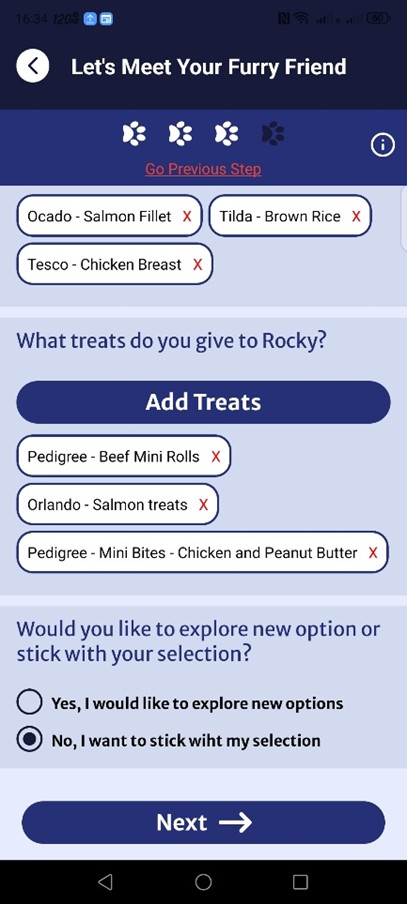 16:34
Let's Meet Your Furry Friend
Go Previous Step
Ocado - Salmon Fillet X Tilda - Brown Rice X
Tesco - Chicken Breast X
What treats do you give to Rocky?
Add Treats
Pedigree - Beef Mini Rolls X
Orlando - Salmon treats X
Pedigree - Mini Bites - Chicken and Peanut Butter X
Would you like to explore new option or
stick with your selection?
Yes, I would like to explore new options
No, I want to stick wiht my selection
Next